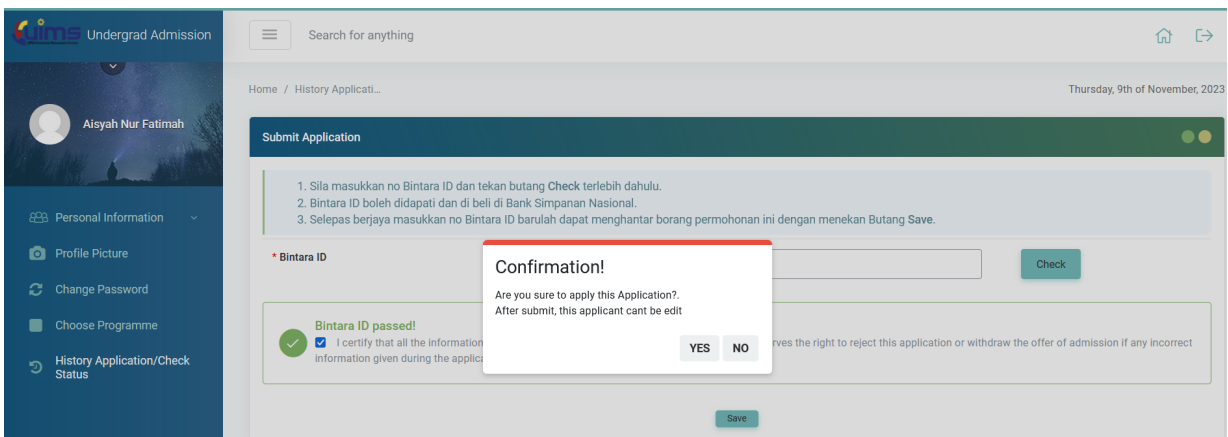 uims Undergrad Admission
Search for anything
Home / History Applicati...
Thursday, 9th of November, 2023
Aisyah Nur Fatimah
Submit Application
1. Sila masukkan no Bintara ID dan tekan butang Check terlebih dahulu.
2. Bintara ID boleh didapati dan di beli di Bank Simpanan Nasional.
3. Selepas berjaya masukkan no Bintara ID barulah dapat menghantar borang permohonan ini dengan menekan Butang Save.
Personal Information
Profile Picture
Change Password
Choose Programme
History Application/Check
Status
* Bintara ID
Check
Confirmation!
Are you sure to apply this Application?.
After submit, this applicant cant be edit
YES NO
Bintara ID passed!
I certify that all the information rves the right to reject this application or withdraw the offer of admission if any incorrect
information given during the applica
Save